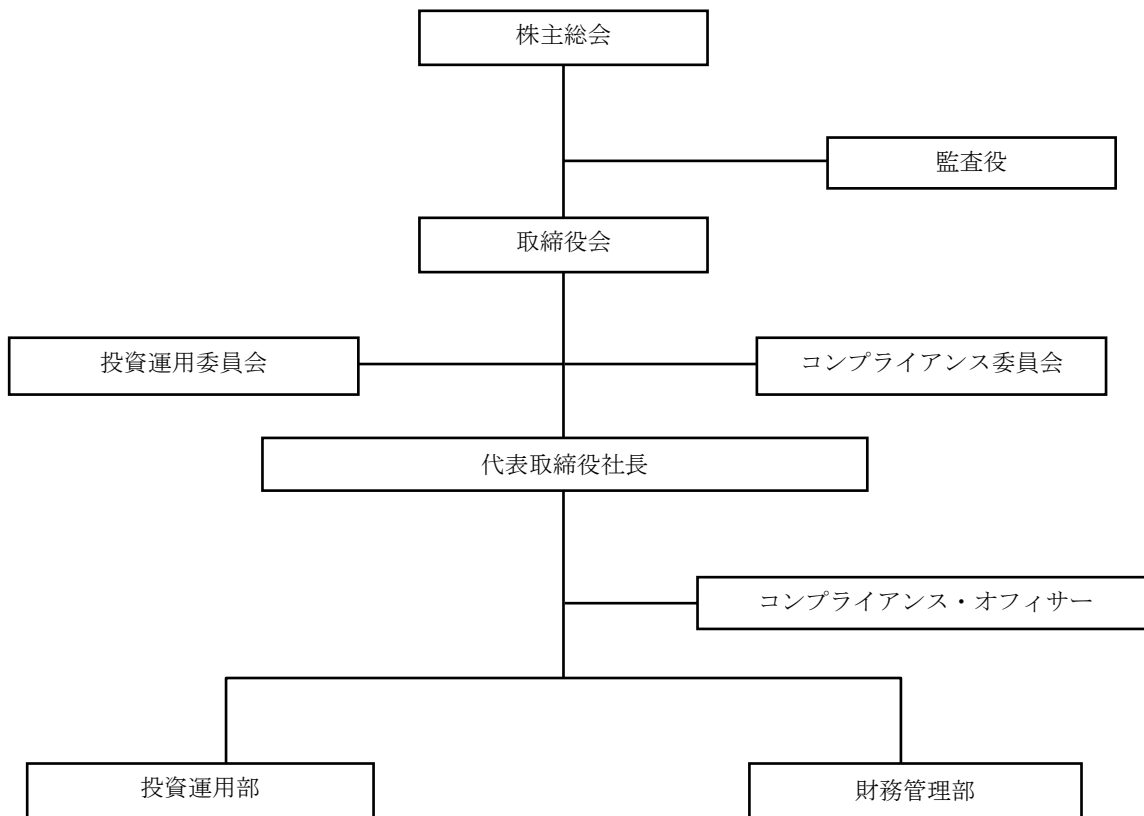 株主総会
監査役
取締役会
投資運用委員会
コンプライアンス委員会
代表取締役社長
コンプライアンス・オフィサー
投資運用部
財務管理部